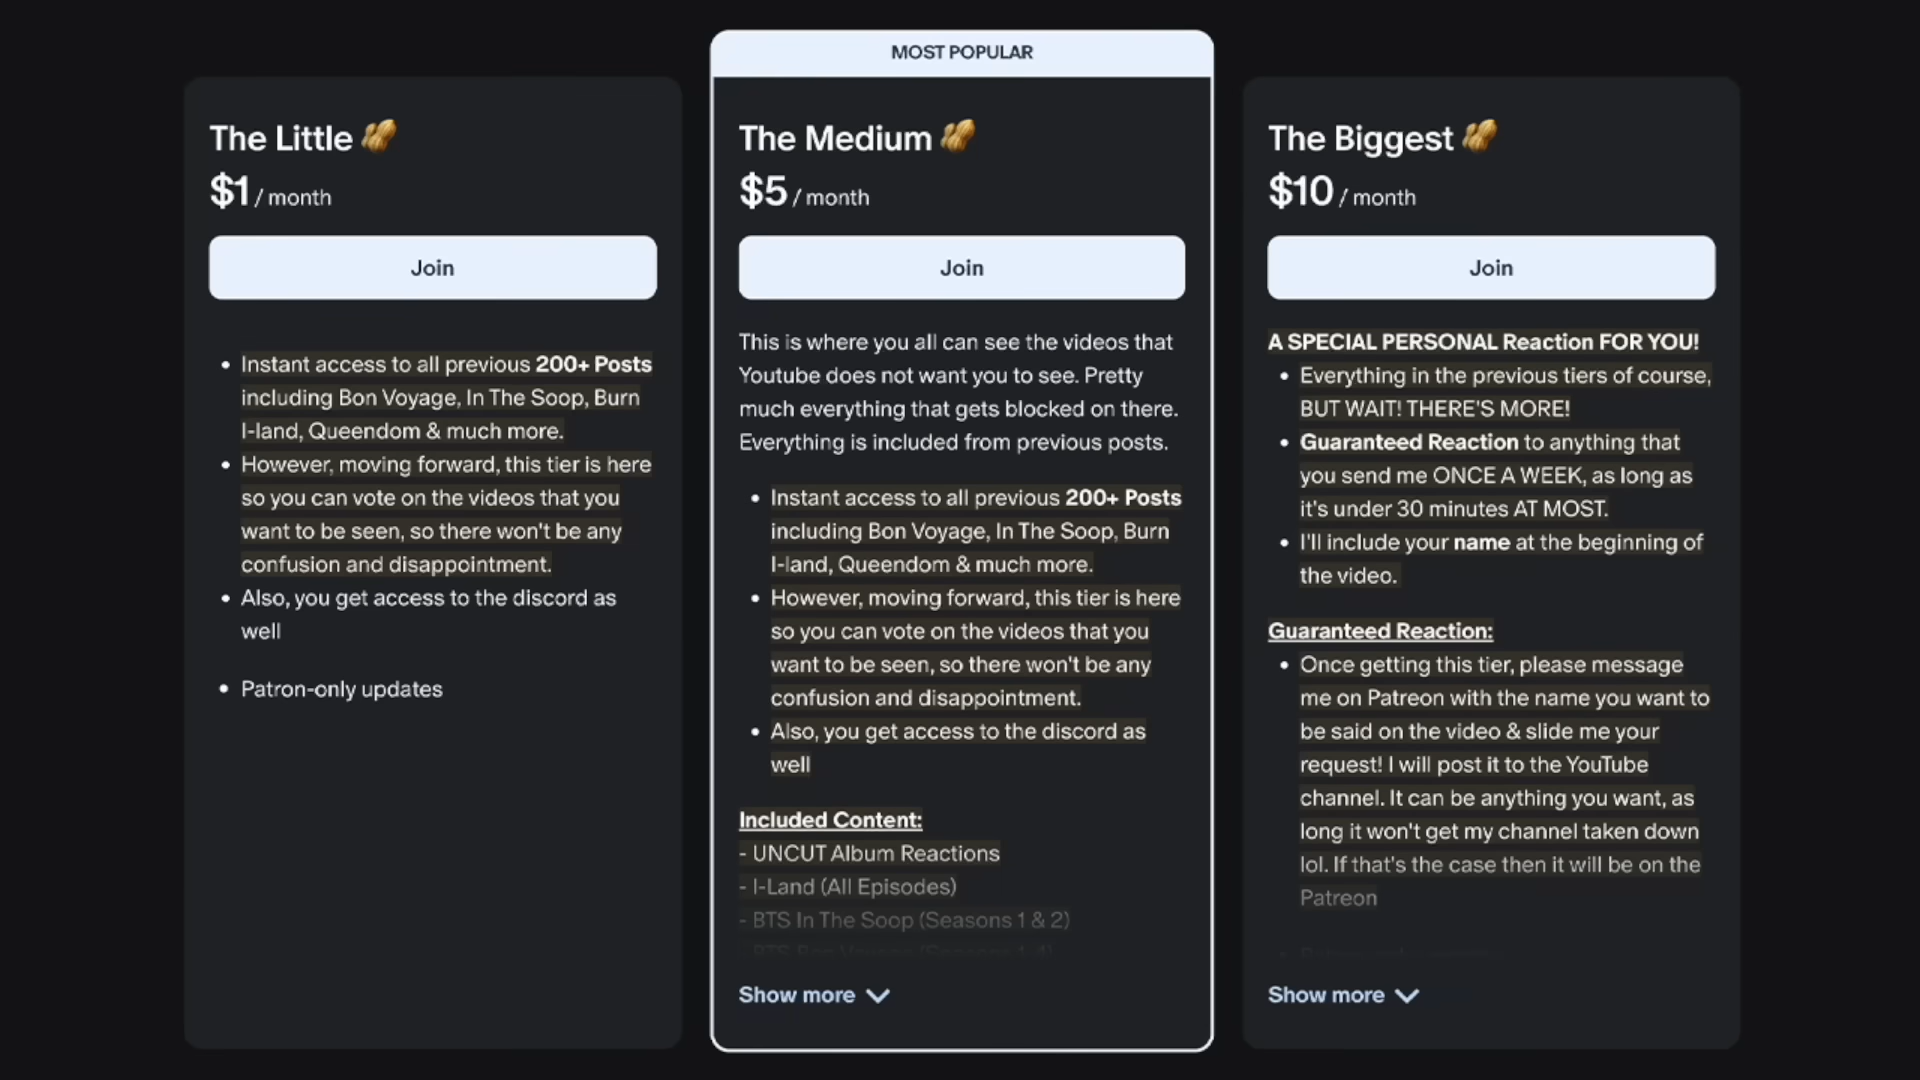 The Little 🥜
$1 / month
Join
• Instant access to all previous 200+ Posts
including Bon Voyage, In The Soop, Burn
I-land, Queendom & much more.
• However, moving forward, this tier is here
so you can vote on the videos that you
want to be seen, so there won't be any
confusion and disappointment.
• Also, you get access to the discord as
well
• Patron-only updates
MOST POPULAR
The Medium 🥜
$5 / month
Join
This is where you all can see the videos that
Youtube does not want you to see. Pretty
much everything that gets blocked on there.
Everything is included from previous posts.
• Instant access to all previous 200+ Posts
including Bon Voyage, In The Soop, Burn
I-land, Queendom & much more.
• However, moving forward, this tier is here
so you can vote on the videos that you
want to be seen, so there won't be any
confusion and disappointment.
• Also, you get access to the discord as
well
Included Content:
- UNCUT Album Reactions
- I-Land (All Episodes)
- BTS In The Soop (Seasons 1 & 2)
- BTS Bon Voyage (Seasons 1-4)
Show more
The Biggest 🥜
$10 / month
Join
A SPECIAL PERSONAL Reaction FOR YOU!
• Everything in the previous tiers of course,
BUT WAIT! THERE'S MORE!
• Guaranteed Reaction to anything that
you send me ONCE A WEEK, as long as
it's under 30 minutes AT MOST.
• I'll include your name at the beginning of
the video.
Guaranteed Reaction:
• Once getting this tier, please message
me on Patreon with the name you want to
be said on the video & slide me your
request! I will post it to the YouTube
channel. It can be anything you want, as
long it won't get my channel taken down
lol. If that's the case then it will be on the
Patreon
Show more